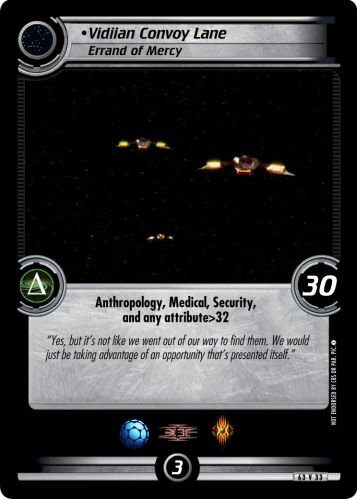 •Vidiian Convoy Lane
Errand of Mercy
Δ
30
Anthropology, Medical, Security,
and any attribute>32
"Yes, but it's not like we went out of our way to find them. We would
just be taking advantage of an opportunity that's presented itself."
NOT ENDORSED BY CBS OR PAR. PIC.
3
63 V 33